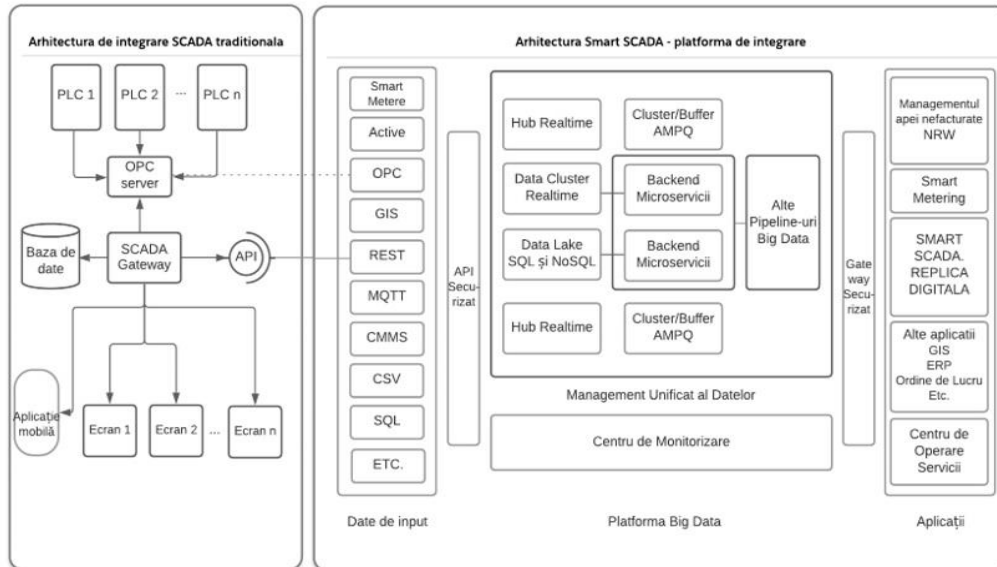 Arhitectura de integrare SCADA traditionala
PLC 1
PLC 2
...
PLC n
OPC
server
Baza de
date
SCADA
Gateway
API
Aplicație
mobilă
Ecran 1
Ecran 2
...
Ecran n
Arhitectura Smart SCADA - platforma de integrare
Smart
Metere
Active
OPC
GIS
REST
MQTT
CMMS
CSV
SQL
ETC.
Date de input
API
Secu-
rizat
Hub Realtime
Cluster/Buffer
AMPQ
Data Cluster
Realtime
Backend
Microservicii
Data Lake
SQL și NoSQL
Backend
Microservicii
Alte
Pipeline-uri
Big Data
Hub Realtime
Cluster/Buffer
AMPQ
Management Unificat al Datelor
Centru de Monitorizare
Platforma Big Data
Gate
way
Secu-
rizat
Managementul
apei nefacturate
NRW
Smart
Metering
SMART
SCADA.
REPLICA
DIGITALA
Alte aplicatii
GIS
ERP
Ordine de Lucru
Etc.
Centru de
Operare
Servicii
Aplicații